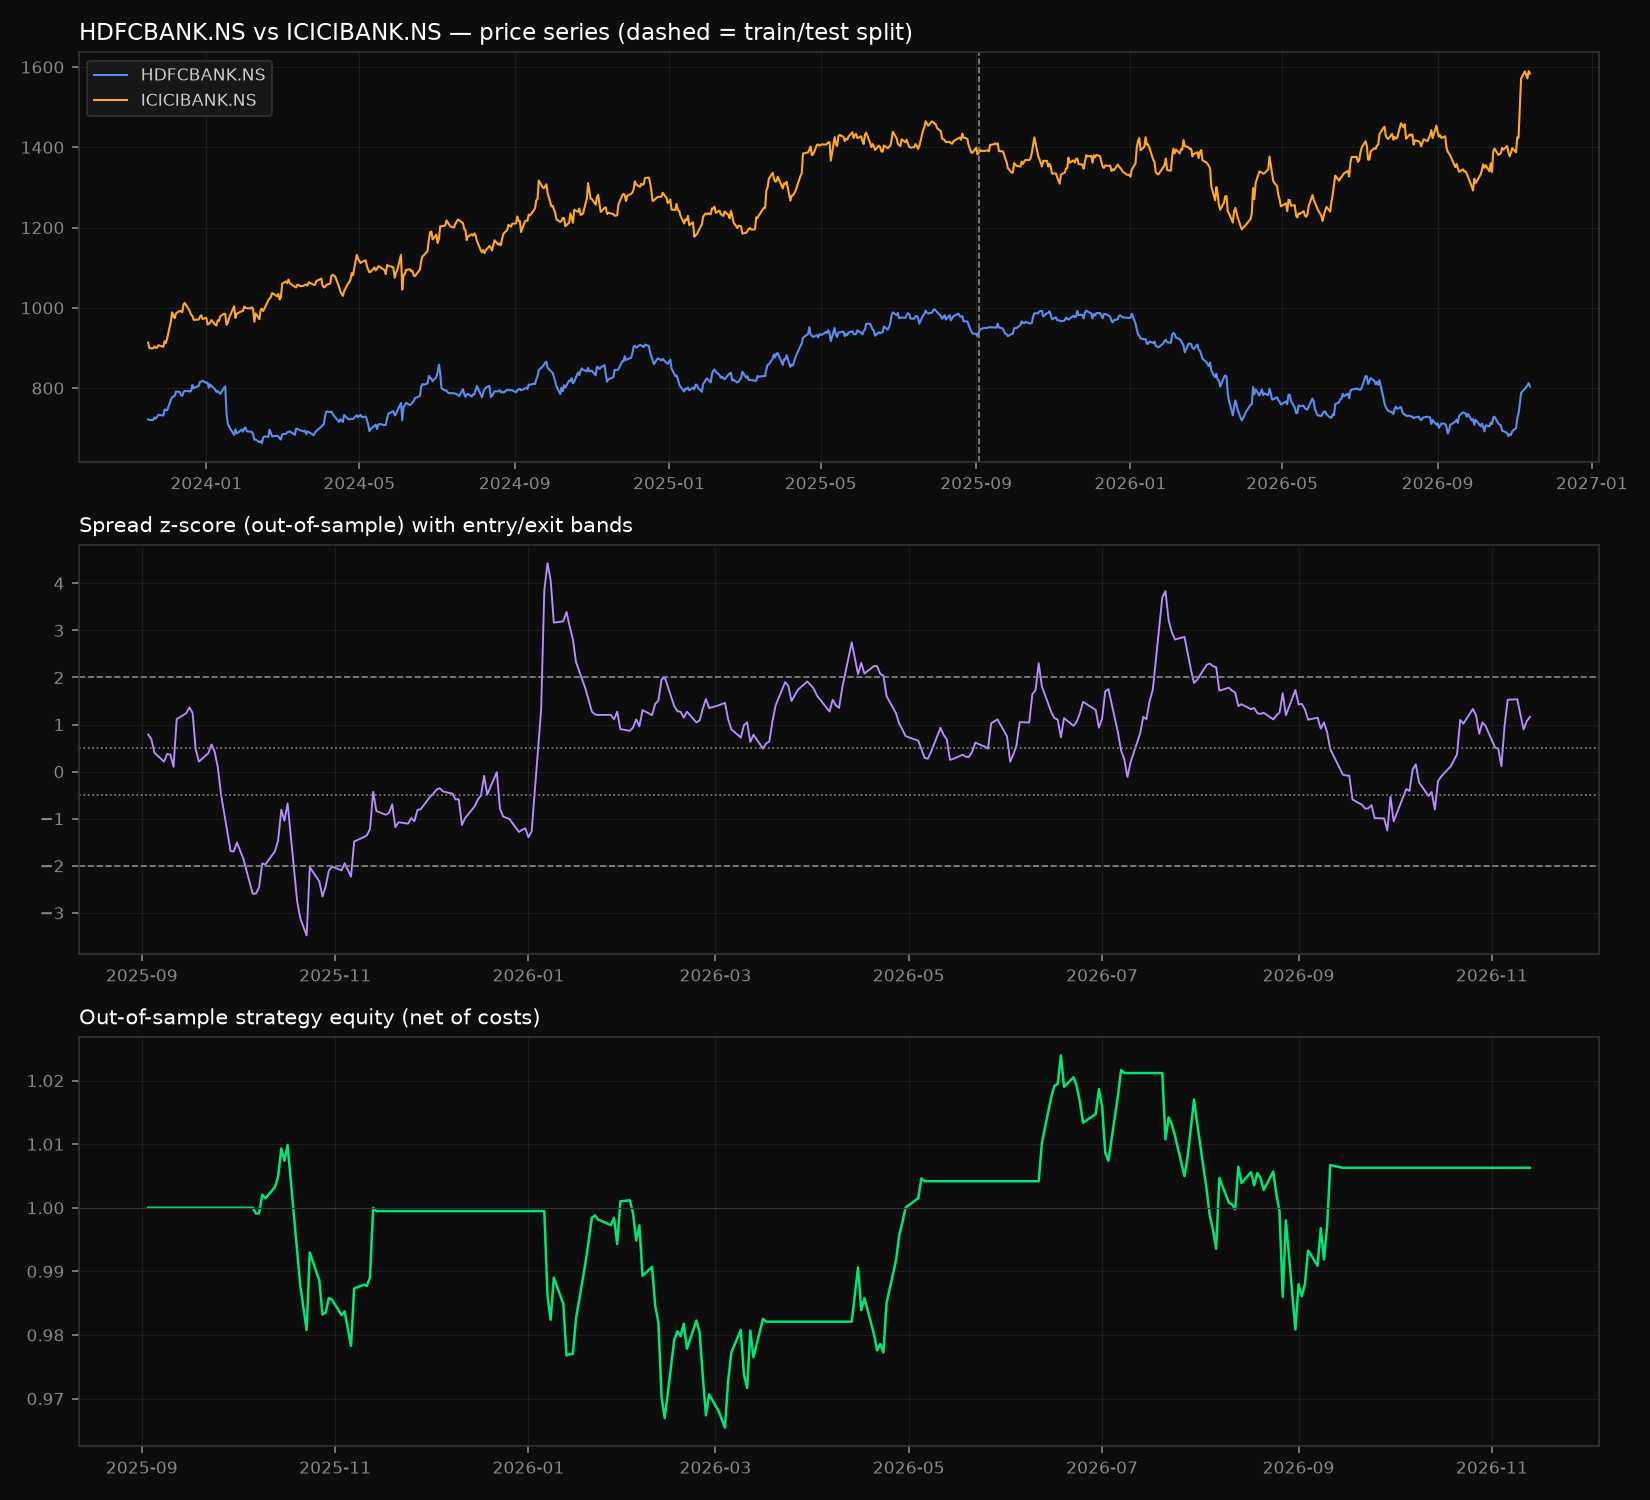 HDFCBANK.NS vs ICICIBANK.NS — price series (dashed = train/test split)
HDFCBANK.NS
ICICIBANK.NS
1600
1400
1200
1000
800
2024-01 2024-05 2024-09 2025-01 2025-05 2025-09 2026-01 2026-05 2026-09 2027-01
Spread z-score (out-of-sample) with entry/exit bands
4
3
2
1
0
−1
−2
−3
2025-09 2025-11 2026-01 2026-03 2026-05 2026-07 2026-09 2026-11
Out-of-sample strategy equity (net of costs)
1.02
1.01
1.00
0.99
0.98
0.97
2025-09 2025-11 2026-01 2026-03 2026-05 2026-07 2026-09 2026-11